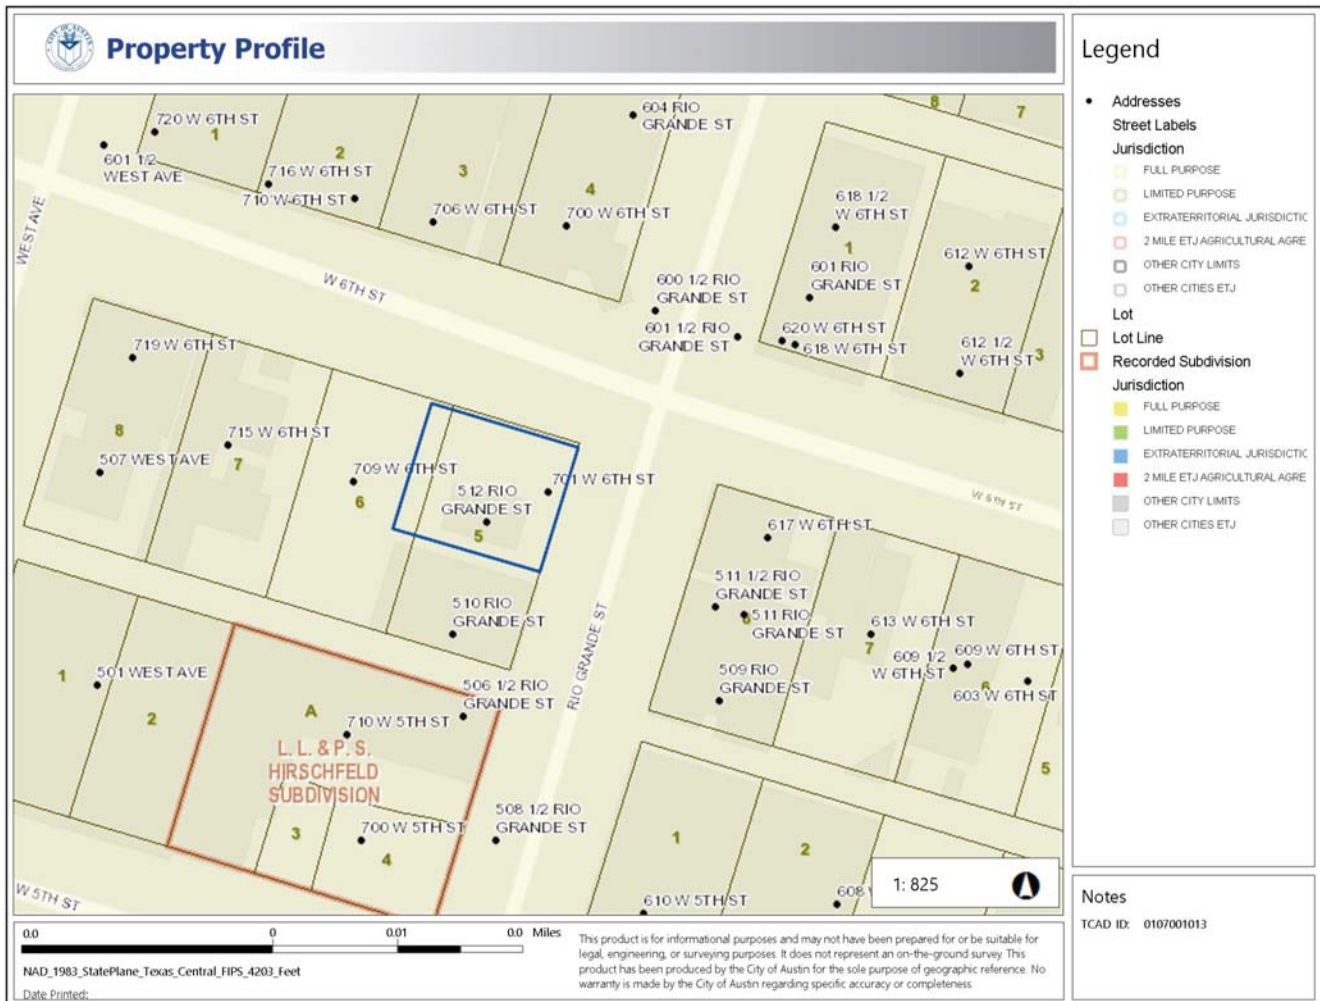 CITY OF AUSTIN
Property Profile
604 RIO
GRANDE ST
8
7
720 W 6TH ST
1
601 1/2
WEST AVE
2
716 W 6TH ST
710 W 6TH ST
3
706 W 6TH ST
4
700 W 6TH ST
618 1/2
W 6TH ST
1
601 RIO
GRANDE ST
612 W 6TH ST
2
WEST AVE
W 6TH ST
600 1/2 RIO
GRANDE ST
601 1/2 RIO
GRANDE ST
620 W 6TH ST
618 W 6TH ST
612 1/2
W 6TH ST
3
719 W 6TH ST
8
507 WEST AVE
715 W 6TH ST
7
709 W 6TH ST
6
512 RIO
GRANDE ST
5
701 W 6TH ST
W 6TH ST
617 W 6TH ST
511 1/2 RIO
GRANDE ST
511 RIO
GRANDE ST
510 RIO
GRANDE ST
613 W 6TH ST
7
609 1/2
W 6TH ST
609 W 6TH ST
6
603 W 6TH ST
509 RIO
GRANDE ST
RIO GRANDE ST
1
501 WEST AVE
2
A
506 1/2 RIO
GRANDE ST
710 W 5TH ST
L. L. & P. S.
HIRSCHFELD
SUBDIVISION
3
700 W 5TH ST
4
508 1/2 RIO
GRANDE ST
5
1
2
W 5TH ST
610 W 5TH ST
608
1: 825
0.0
0
0.01
0.0
Miles
NAD_1983_StatePlane_Texas_Central_FIPS_4203_Feet
Date Printed:
This product is for informational purposes and may not have been prepared for or be suitable for
legal, engineering, or surveying purposes. It does not represent an on-the-ground survey. This
product has been produced by the City of Austin for the sole purpose of geographic reference. No
warranty is made by the City of Austin regarding specific accuracy or completeness.
Legend
Addresses
Street Labels
Jurisdiction
FULL PURPOSE
LIMITED PURPOSE
EXTRATERRITORIAL JURISDICTIC
2 MILE ETJ AGRICULTURAL AGRE
OTHER CITY LIMITS
OTHER CITIES ETJ
Lot
Lot Line
Recorded Subdivision
Jurisdiction
FULL PURPOSE
LIMITED PURPOSE
EXTRATERRITORIAL JURISDICTIC
2 MILE ETJ AGRICULTURAL AGRE
OTHER CITY LIMITS
OTHER CITIES ETJ
Notes
TCAD ID: 0107001013